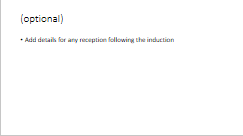 (optional)
• Add details for any reception following the induction